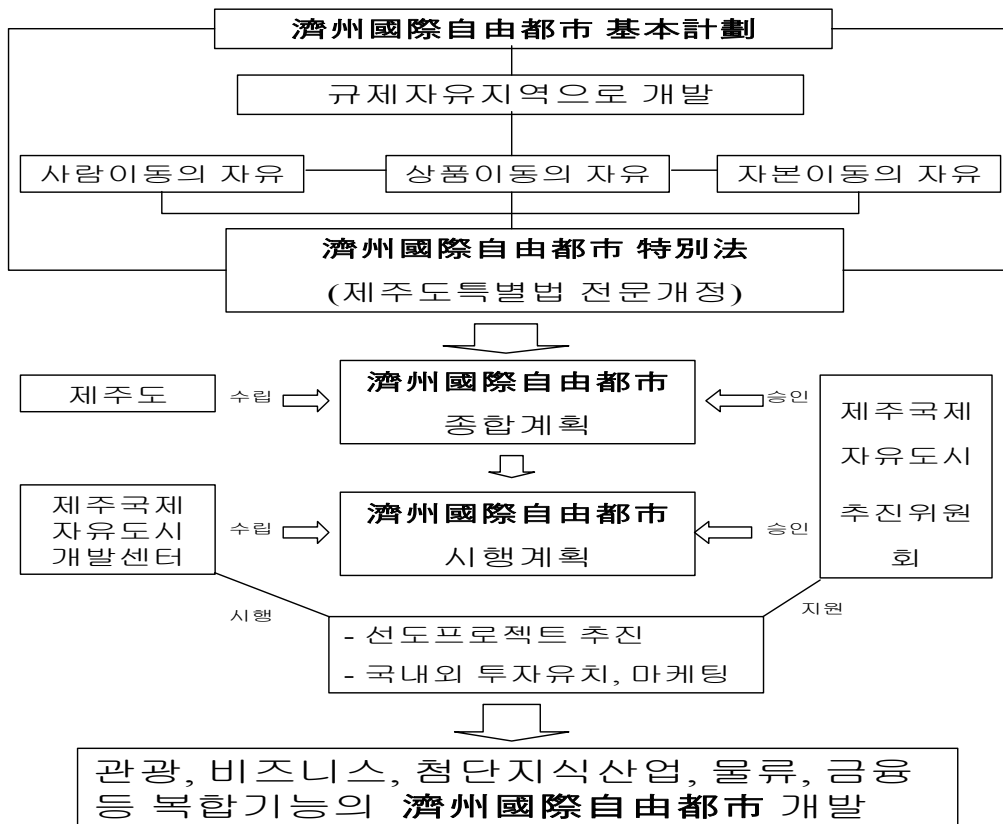 濟州國際自由都市 基本計劃
규제자유지역으로 개발
사람이동의 자유
상품이동의 자유
자본이동의 자유
濟州國際自由都市 特別法
(제주도특별법 전문개정)
제주도
수립
濟州國際自由都市
종합계획
승인
제주국제
자유도시
추진위원
회
제주국제
자유도시
개발센터
수립
濟州國際自由都市
시행계획
승인
시행
지원
- 선도프로젝트 추진
- 국내외 투자유치, 마케팅
관광, 비즈니스, 첨단지식산업, 물류, 금융
등 복합기능의 濟州國際自由都市 개발